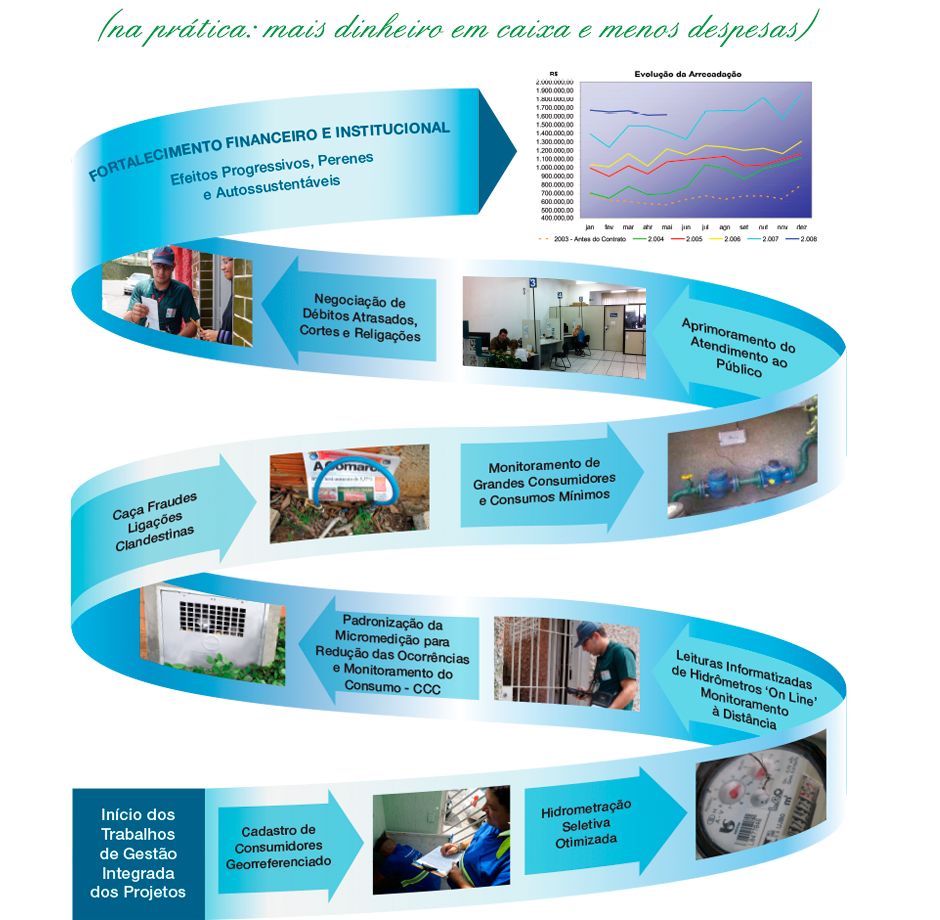 (na prática: mais dinheiro em caixa e menos despesas)
FORTALECIMENTO FINANCEIRO E INSTITUCIONAL
Efeitos Progressivos, Perenes
e Autossustentáveis
R$
Evolução da Arrecadação
2.000.000,00
1.900.000,00
1.800.000,00
1.700.000,00
1.600.000,00
1.500.000,00
1.400.000,00
1.300.000,00
1.200.000,00
1.100.000,00
1.000.000,00
900.000,00
800.000,00
700.000,00
600.000,00
500.000,00
400.000,00
jan fev mar abr mai jun jul ago set out nov dez
2003 - Antes do Contrato 2.004 2.005 2.006 2.007 2.008
Negociação de
Débitos Atrasados,
Cortes e Religações
3
4
Aprimoramento do
Atendimento ao
Público
Caça Fraudes
Ligações
Clandestinas
A Comarca
Monitoramento de
Grandes Consumidores
e Consumos Mínimos
Padronização da
Micromedição para
Redução das Ocorrências
e Monitoramento do
Consumo - CCC
Leituras Informatizadas
de Hidrômetros ‘On Line’
Monitoramento
à Distância
Início dos
Trabalhos
de Gestão
Integrada
dos Projetos
Cadastro de
Consumidores
Georreferenciado
Hidrometração
Seletiva
Otimizada